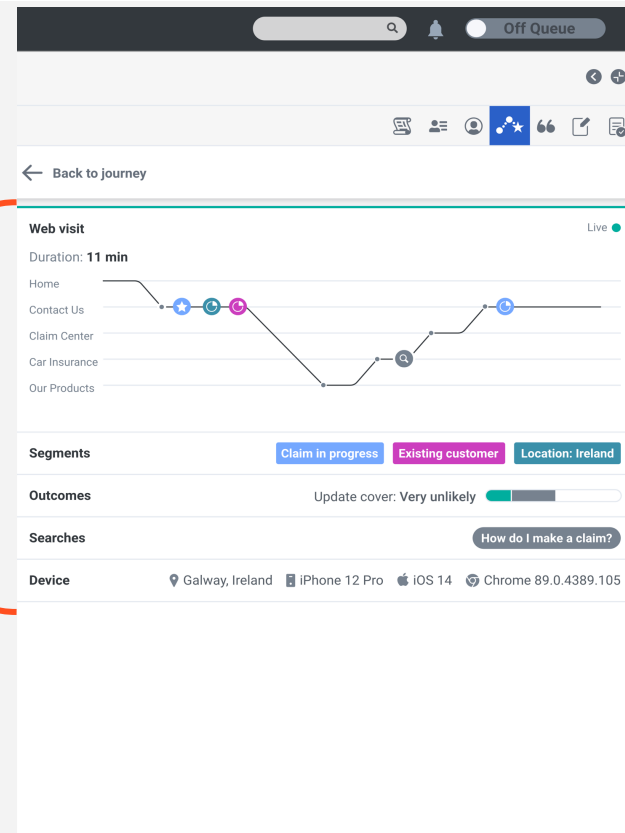 Off Queue
Back to journey
Web visit
Live
Duration: 11 min
Home
Contact Us
Claim Center
Car Insurance
Our Products
Segments
Claim in progress
Existing customer
Location: Ireland
Outcomes
Update cover: Very unlikely
Searches
How do I make a claim?
Device
Galway, Ireland
iPhone 12 Pro
iOS 14
Chrome 89.0.4389.105